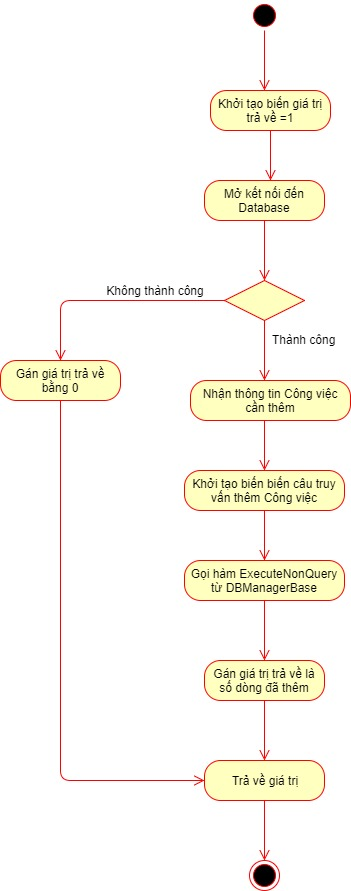 Khởi tạo biến giá trị
trả về =1
Mở kết nối đến
Database
Không thành công
Thành công
Gán giá trị trả về
bằng 0
Nhận thông tin Công việc
cần thêm
Khởi tạo biến biến câu truy
vấn thêm Công việc
Gọi hàm ExecuteNonQuery
từ DBManagerBase
Gán giá trị trả về là
số dòng đã thêm
Trả về giá trị